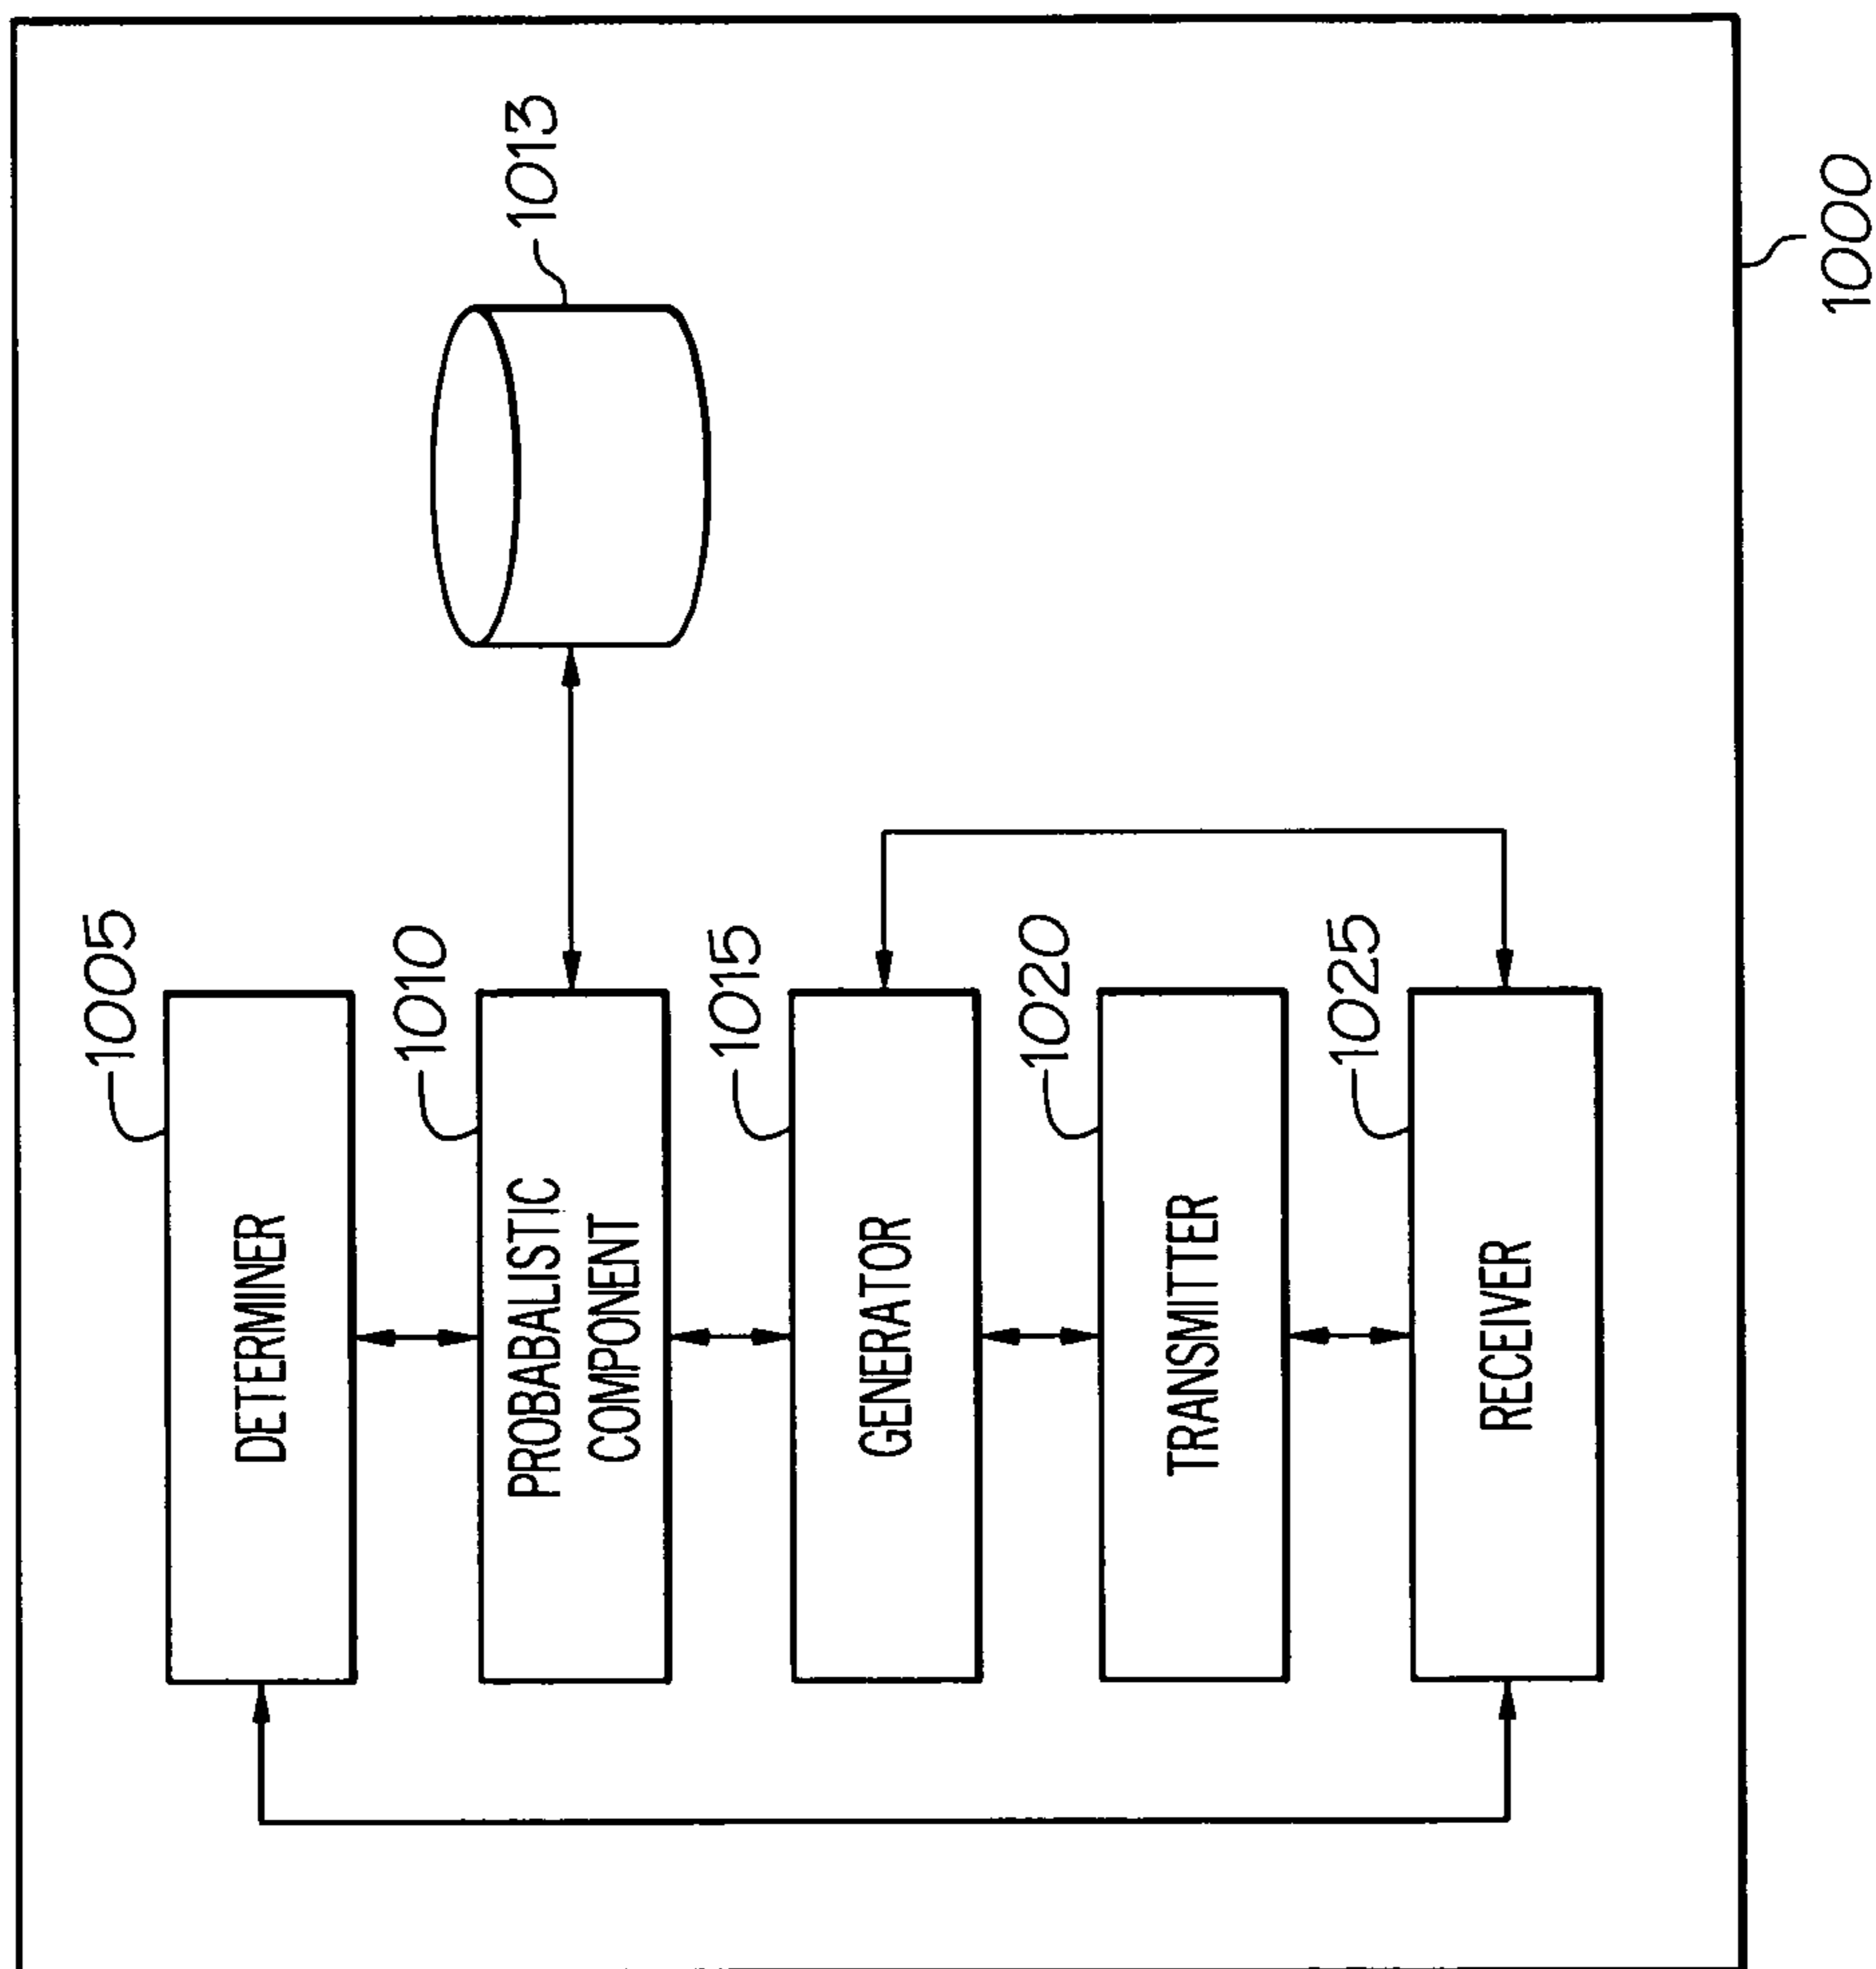 1005
DETERMINER
1010
PROBABALISTIC
COMPONENT
1013
1015
GENERATOR
1020
TRANSMITTER
1025
RECEIVER
1000